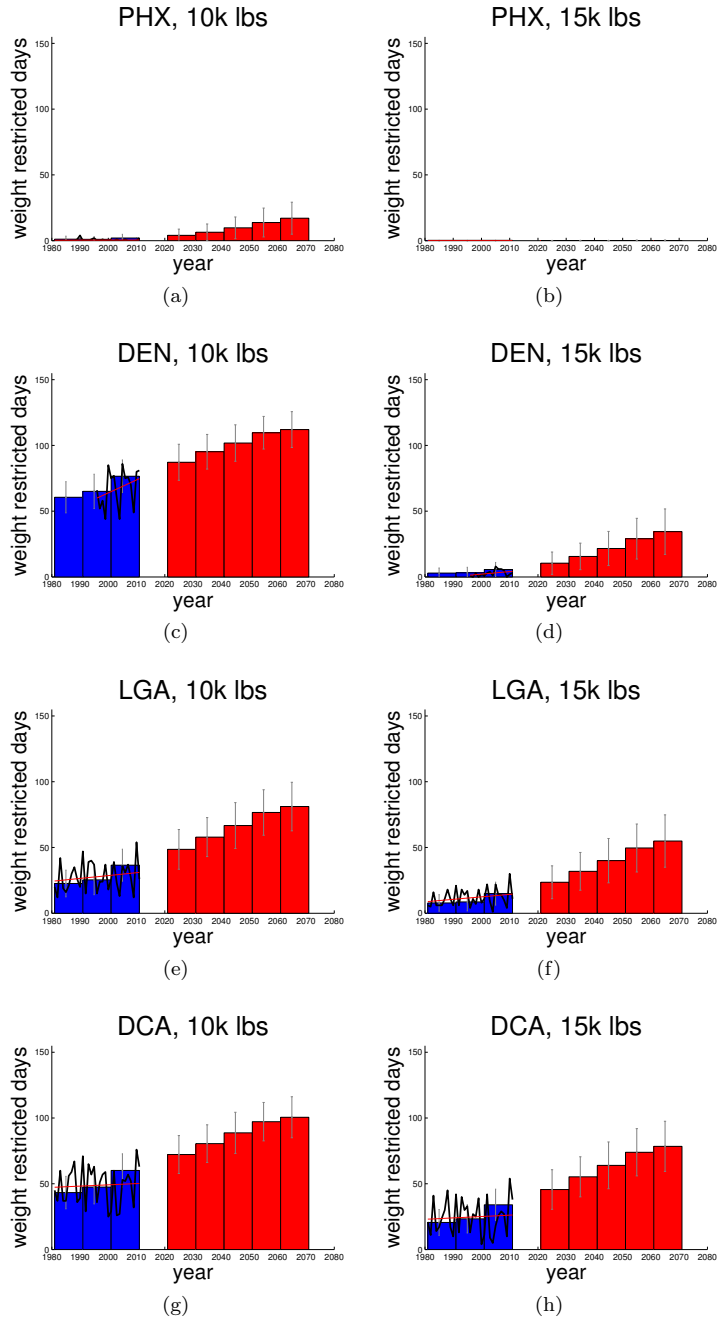 PHX, 10k lbs
weight restricted days
150
100
50
0
1980 1990 2000 2010 2020 2030 2040 2050 2060 2070 2080
year
(a)
PHX, 15k lbs
weight restricted days
150
100
50
0
1980 1990 2000 2010 2020 2030 2040 2050 2060 2070 2080
year
(b)
DEN, 10k lbs
weight restricted days
150
100
50
0
1980 1990 2000 2010 2020 2030 2040 2050 2060 2070 2080
year
(c)
DEN, 15k lbs
weight restricted days
150
100
50
0
1980 1990 2000 2010 2020 2030 2040 2050 2060 2070 2080
year
(d)
LGA, 10k lbs
weight restricted days
150
100
50
0
1980 1990 2000 2010 2020 2030 2040 2050 2060 2070 2080
year
(e)
LGA, 15k lbs
weight restricted days
150
100
50
0
1980 1990 2000 2010 2020 2030 2040 2050 2060 2070 2080
year
(f)
DCA, 10k lbs
weight restricted days
150
100
50
0
1980 1990 2000 2010 2020 2030 2040 2050 2060 2070 2080
year
(g)
DCA, 15k lbs
weight restricted days
150
100
50
0
1980 1990 2000 2010 2020 2030 2040 2050 2060 2070 2080
year
(h)